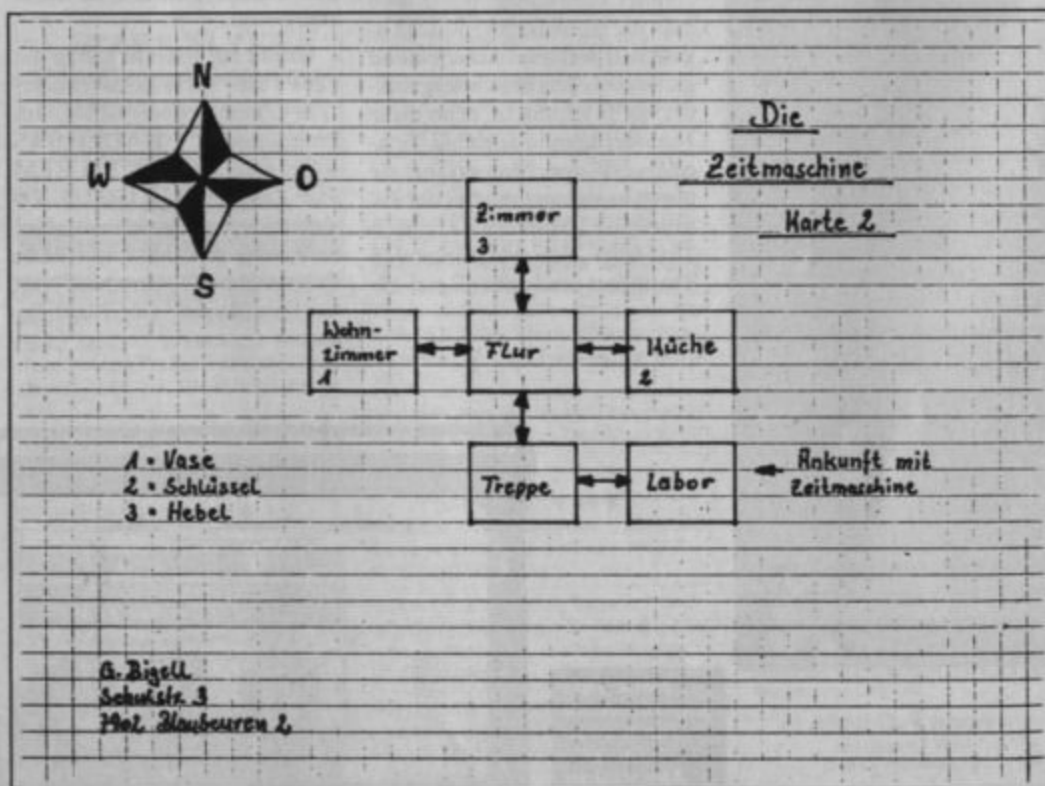 N
W O
S
Die
Zeitmaschine
Karte 2
Zimmer
3
Wohn-
zimmer
1
Flur
Küche
2
Treppe
Labor
Ankunft mit
Zeitmaschine
1 = Vase
2 = Schlüssel
3 = Hebel
G. Bigell
Schulstr. 3
7902 Blaubeuren 2